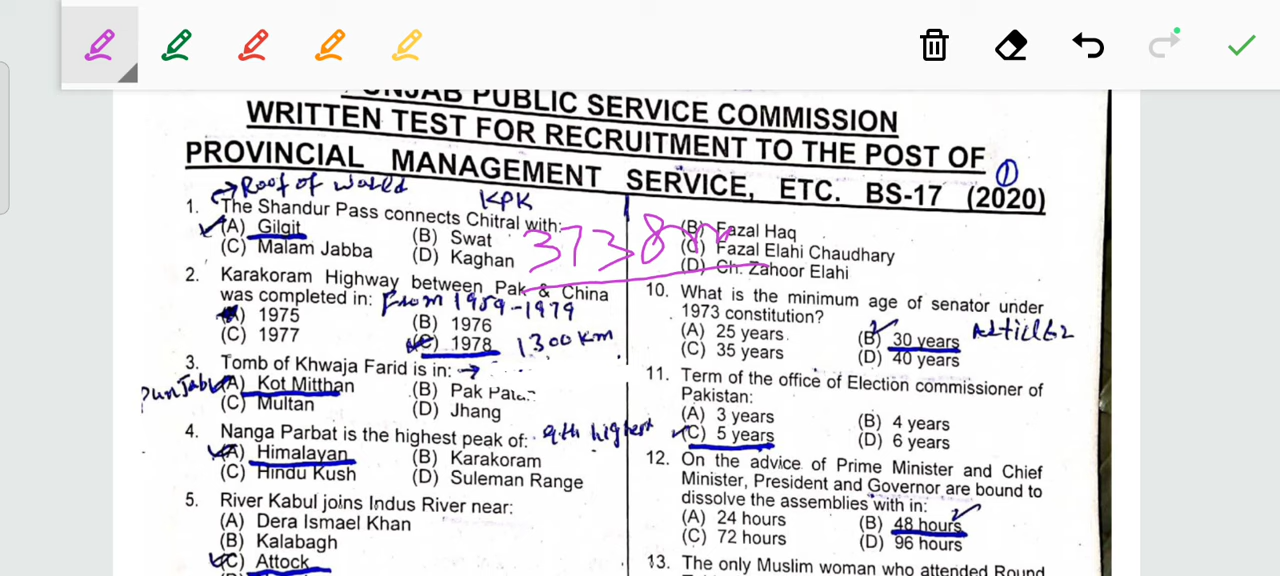 PUNJAB PUBLIC SERVICE COMMISSION
WRITTEN TEST FOR RECRUITMENT TO THE POST OF
PROVINCIAL MANAGEMENT SERVICE, ETC. BS-17 (2020)
①
→ Roof of World
KPK
1. The Shandur Pass connects Chitral with:
(A) Gilgit (B) Swat
(C) Malam Jabba (D) Kaghan
3738m
2. Karakoram Highway between Pak & China
was completed in: From 1959-1979
(A) 1975 (B) 1976
(C) 1977 (C) 1978 1300 km
3. Tomb of Khwaja Farid is in: →
Punjab (A) Kot Mitthan (B) Pak
(C) Multan (D) Jhang
4. Nanga Parbat is the highest peak of: 9th highest
(A) Himalayan (B) Karakoram
(C) Hindu Kush (D) Suleman Range
5. River Kabul joins Indus River near:
(A) Dera Ismael Khan
(B) Kalabagh
(C) Attock
(B) Fazal Haq
(C) Fazal Elahi Chaudhary
(D) Ch. Zahoor Elahi
10. What is the minimum age of senator under
1973 constitution?
(A) 25 years (B) 30 years Article 62
(C) 35 years (D) 40 years
11. Term of the office of Election commissioner of
Pakistan:
(A) 3 years (B) 4 years
(C) 5 years (D) 6 years
12. On the advice of Prime Minister and Chief
Minister, President and Governor are bound to
dissolve the assemblies with in:
(A) 24 hours (B) 48 hours
(C) 72 hours (D) 96 hours
13. The only Muslim woman who attended Round